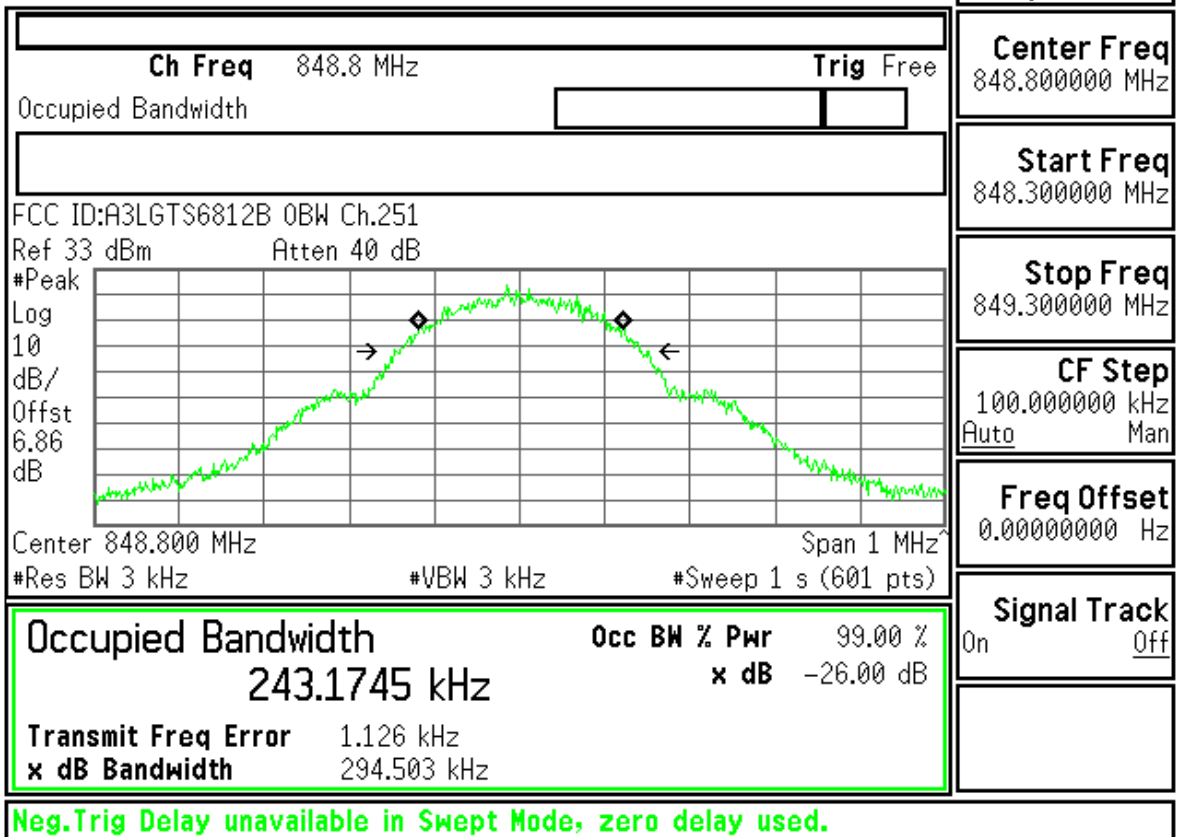 Ch Freq 848.8 MHz Trig Free
Occupied Bandwidth
FCC ID:A3LGTS6812B OBW Ch.251
Ref 33 dBm Atten 40 dB
#Peak
Log
10
dB/
Offst
6.86
dB
Center 848.800 MHz Span 1 MHz^
#Res BW 3 kHz #VBW 3 kHz #Sweep 1 s (601 pts)
Occupied Bandwidth
243.1745 kHz
Occ BW % Pwr 99.00 %
x dB -26.00 dB
Transmit Freq Error 1.126 kHz
x dB Bandwidth 294.503 kHz
Neg.Trig Delay unavailable in Swept Mode, zero delay used.
Center Freq
848.800000 MHz
Start Freq
848.300000 MHz
Stop Freq
849.300000 MHz
CF Step
100.000000 kHz
Auto Man
Freq Offset
0.00000000 Hz
Signal Track
On Off